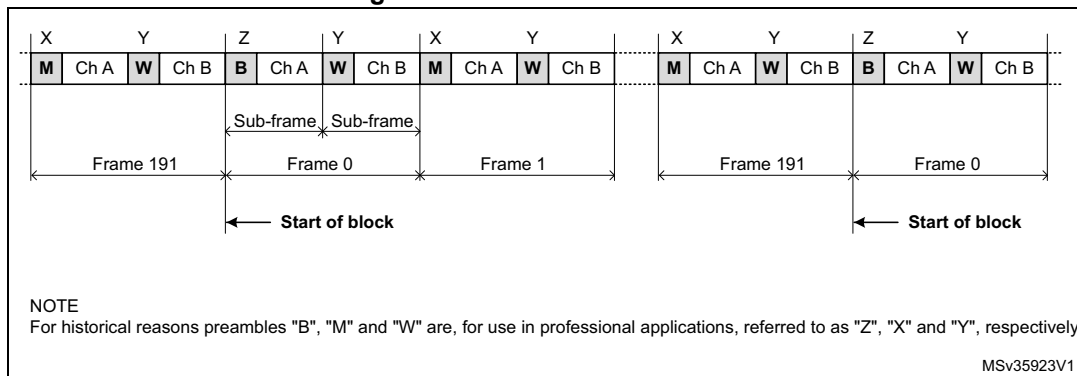 X Y Z Y X Y X Y Z Y
M Ch A W Ch B B Ch A W Ch B M Ch A W Ch B M Ch A W Ch B B Ch A W Ch B
Sub-frame Sub-frame
Frame 191 Frame 0 Frame 1 Frame 191 Frame 0
Start of block Start of block
NOTE
For historical reasons preambles "B", "M" and "W" are, for use in professional applications, referred to as "Z", "X" and "Y", respectively
MSv35923V1